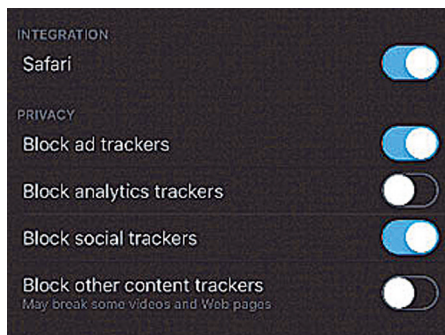 INTEGRATION
Safari
PRIVACY
Block ad trackers
Block analytics trackers
Block social trackers
Block other content trackers
May break some videos and Web pages